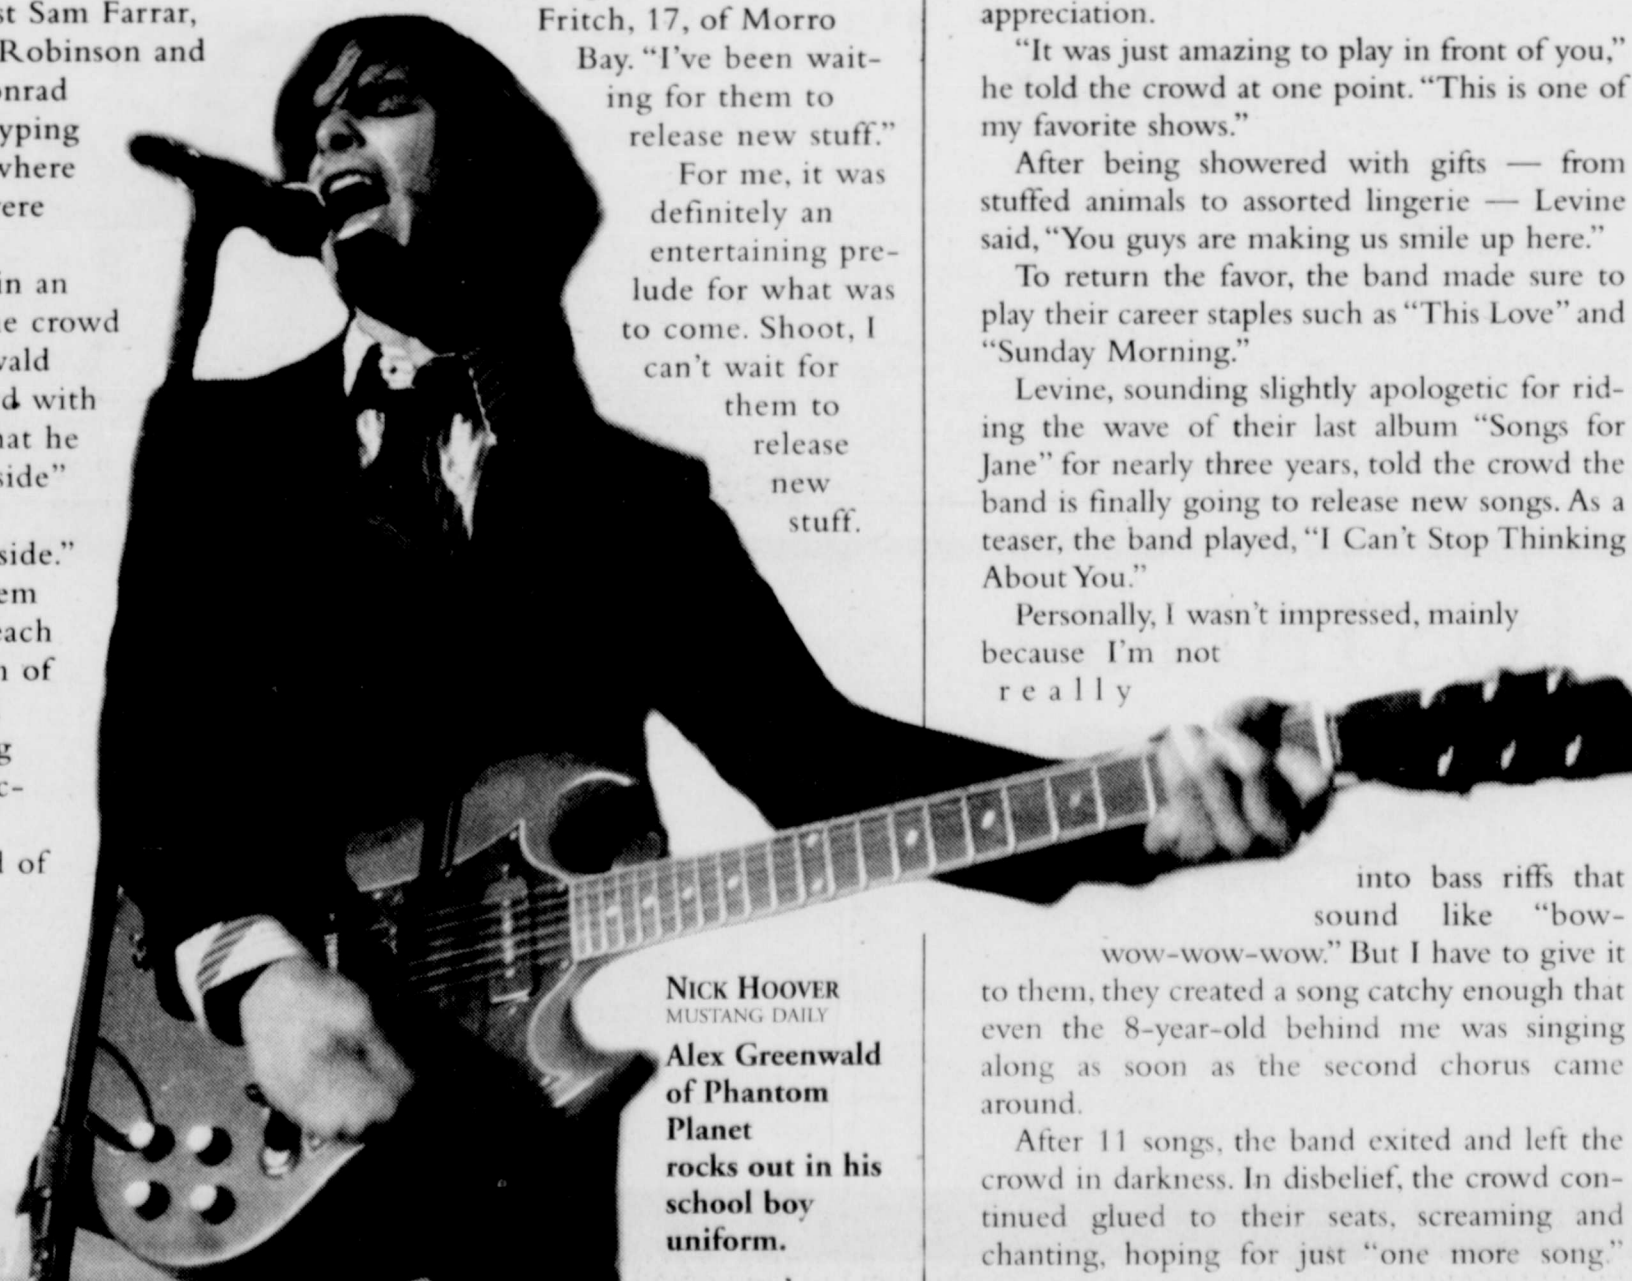 st Sam Farrar,
Robinson and
onrad
yping
where
ere
in an
e crowd
wald
d with
hat he
side"
side."
em
each
n of
g
c-
l of
Fritch, 17, of Morro
Bay. “I've been wait-
ing for them to
release new stuff.”
For me, it was
definitely an
entertaining pre-
lude for what was
to come. Shoot, I
can't wait for
them to
release
new
stuff.
NICK HOOVER
MUSTANG DAILY
Alex Greenwald
of Phantom
Planet
rocks out in his
school boy
uniform.
appreciation.
“It was just amazing to play in front of you,”
he told the crowd at one point. “This is one of
my favorite shows.”
After being showered with gifts — from
stuffed animals to assorted lingerie — Levine
said, “You guys are making us smile up here.”
To return the favor, the band made sure to
play their career staples such as “This Love” and
“Sunday Morning.”
Levine, sounding slightly apologetic for rid-
ing the wave of their last album “Songs for
Jane” for nearly three years, told the crowd the
band is finally going to release new songs. As a
teaser, the band played, “I Can't Stop Thinking
About You.”
Personally, I wasn't impressed, mainly
because I'm not
really
into bass riffs that
sound like “bow-
wow-wow-wow.” But I have to give it
to them, they created a song catchy enough that
even the 8-year-old behind me was singing
along as soon as the second chorus came
around.
After 11 songs, the band exited and left the
crowd in darkness. In disbelief, the crowd con-
tinued glued to their seats, screaming and
chanting, hoping for just “one more song.”